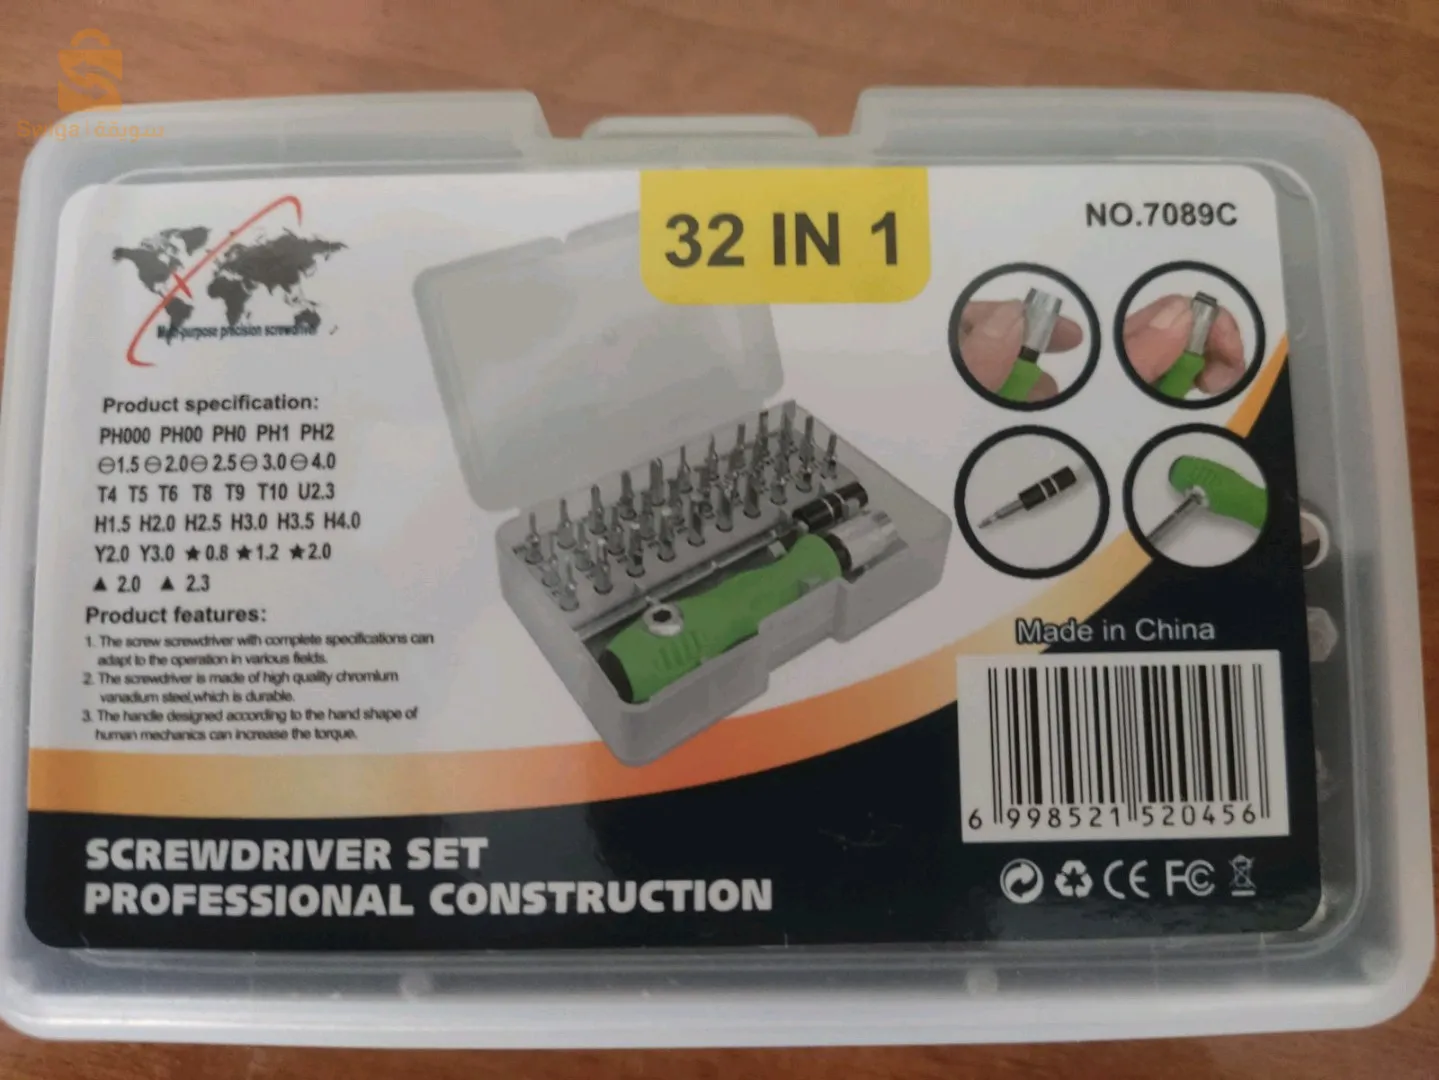 Swiqa سويقة
32 IN 1
NO.7089C
Multi-purpose precision screwdriver
Product specification:
PH000 PH00 PH0 PH1 PH2
⊖1.5 ⊖2.0 ⊖2.5 ⊖3.0 ⊖4.0
T4 T5 T6 T8 T9 T10 U2.3
H1.5 H2.0 H2.5 H3.0 H3.5 H4.0
Y2.0 Y3.0 ★0.8 ★1.2 ★2.0
▲ 2.0 ▲ 2.3
Product features:
1. The screw screwdriver with complete specifications can
adapt to the operation in various fields.
2. The screwdriver is made of high quality chromium
vanadium steel,which is durable.
3. The handle designed according to the hand shape of
human mechanics can increase the torque.
Made in China
6 998521 520456
SCREWDRIVER SET
PROFESSIONAL CONSTRUCTION
CE FC